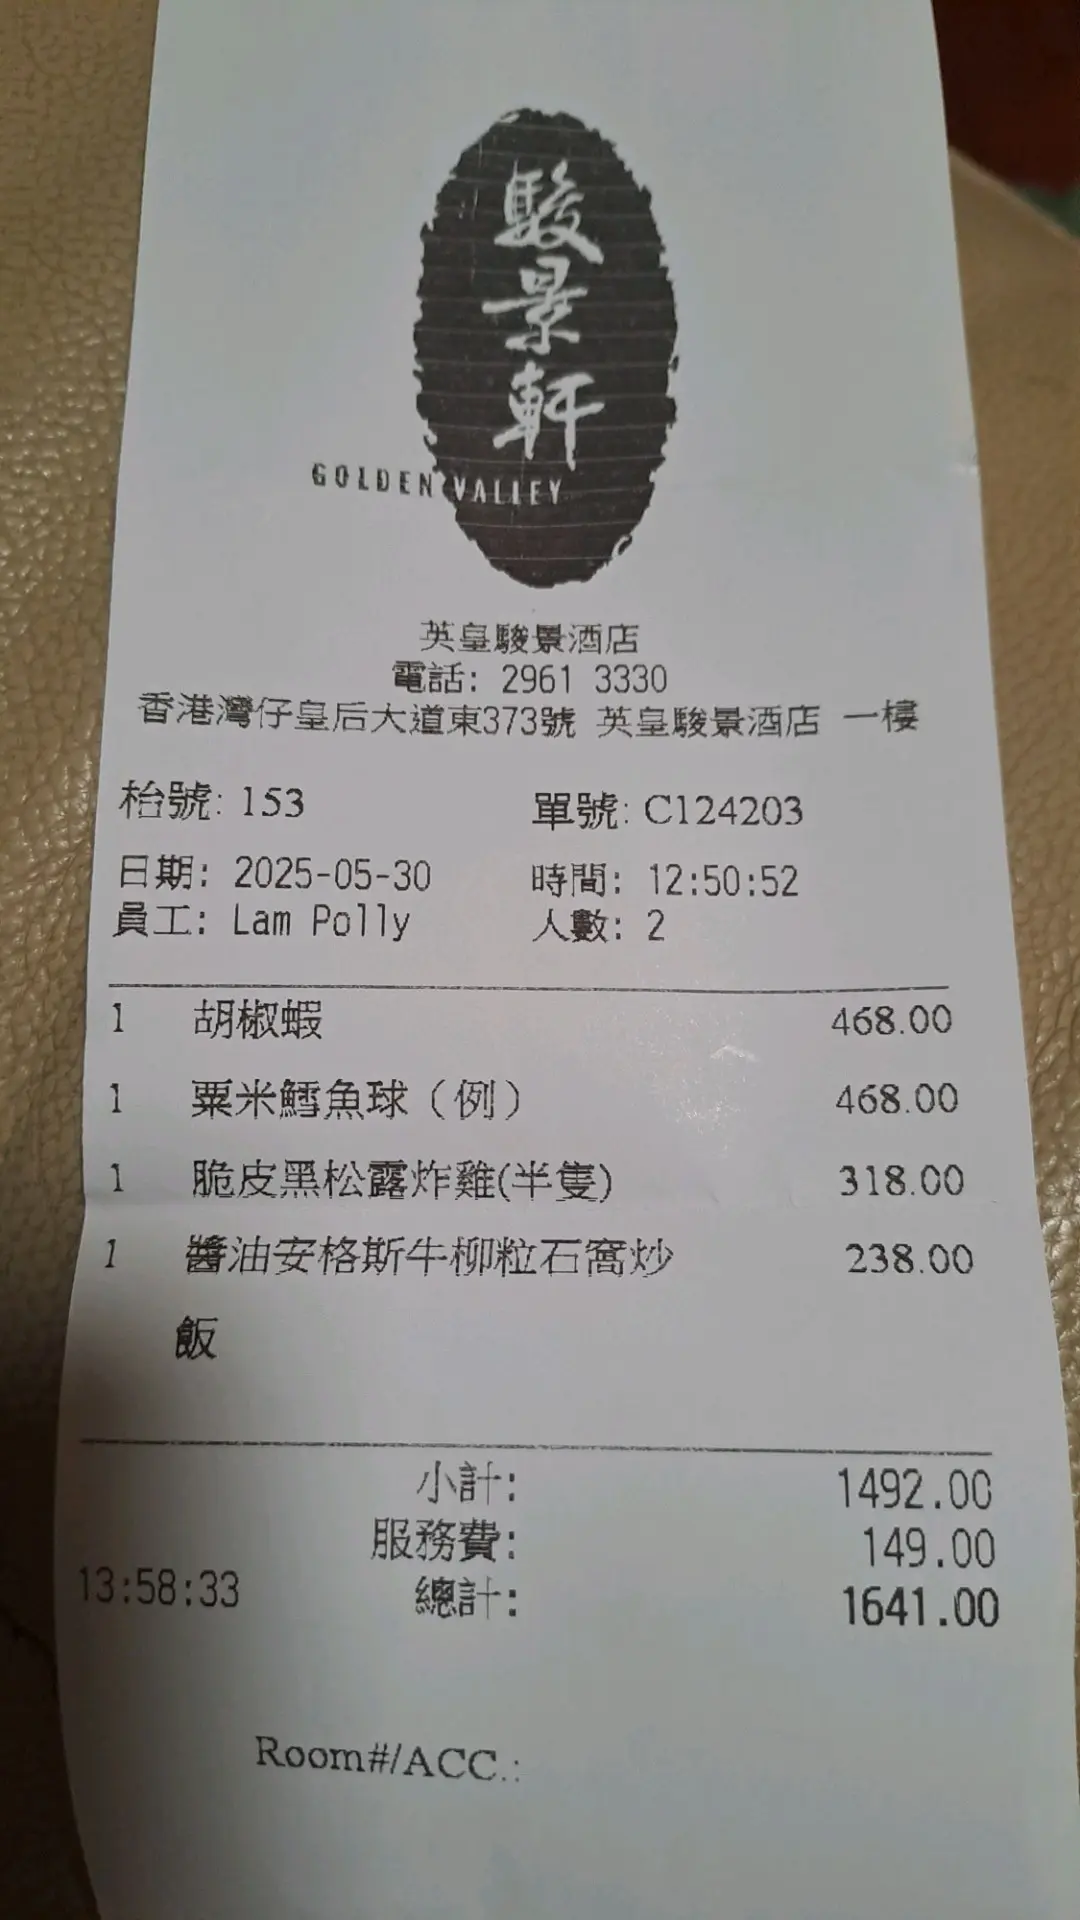 駿景軒
GOLDEN VALLEY
英皇駿景酒店
電話: 2961 3330
香港灣仔皇后大道東373號 英皇駿景酒店 一樓
枱號: 153 單號: C124203
日期: 2025-05-30 時間: 12:50:52
員工: Lam Polly 人數: 2
1 胡椒蝦 468.00
1 粟米鱈魚球（例） 468.00
1 脆皮黑松露炸雞(半隻) 318.00
1 醬油安格斯牛柳粒石窩炒 238.00
飯
小計: 1492.00
服務費: 149.00
13:58:33 總計: 1641.00
Room#/ACC.: